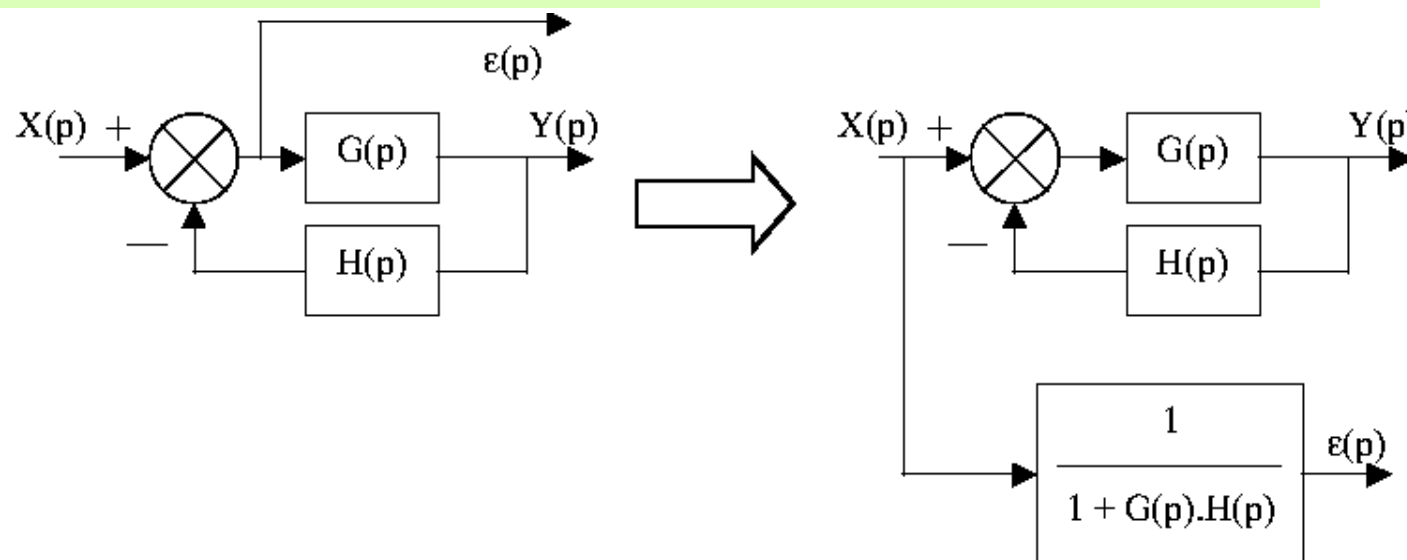 ε(p)
X(p) +
G(p)
Y(p)
—
H(p)
X(p) +
G(p)
Y(p)
—
H(p)
1
1 + G(p).H(p)
ε(p)